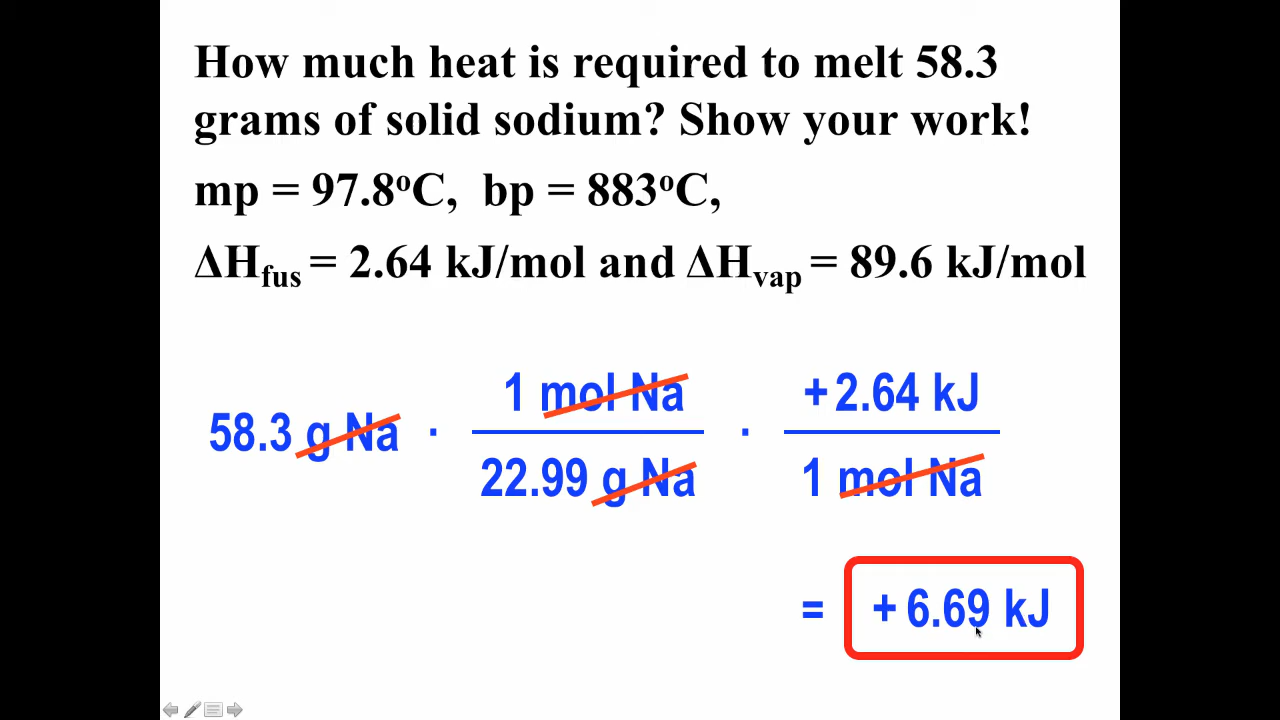 How much heat is required to melt 58.3
grams of solid sodium? Show your work!
mp = 97.8ºC, bp = 883ºC,
ΔHfus = 2.64 kJ/mol and ΔHvap = 89.6 kJ/mol
1 mol Na
+ 2.64 kJ
58.3 g Na · ·
22.99 g Na
1 mol Na
= + 6.69 kJ